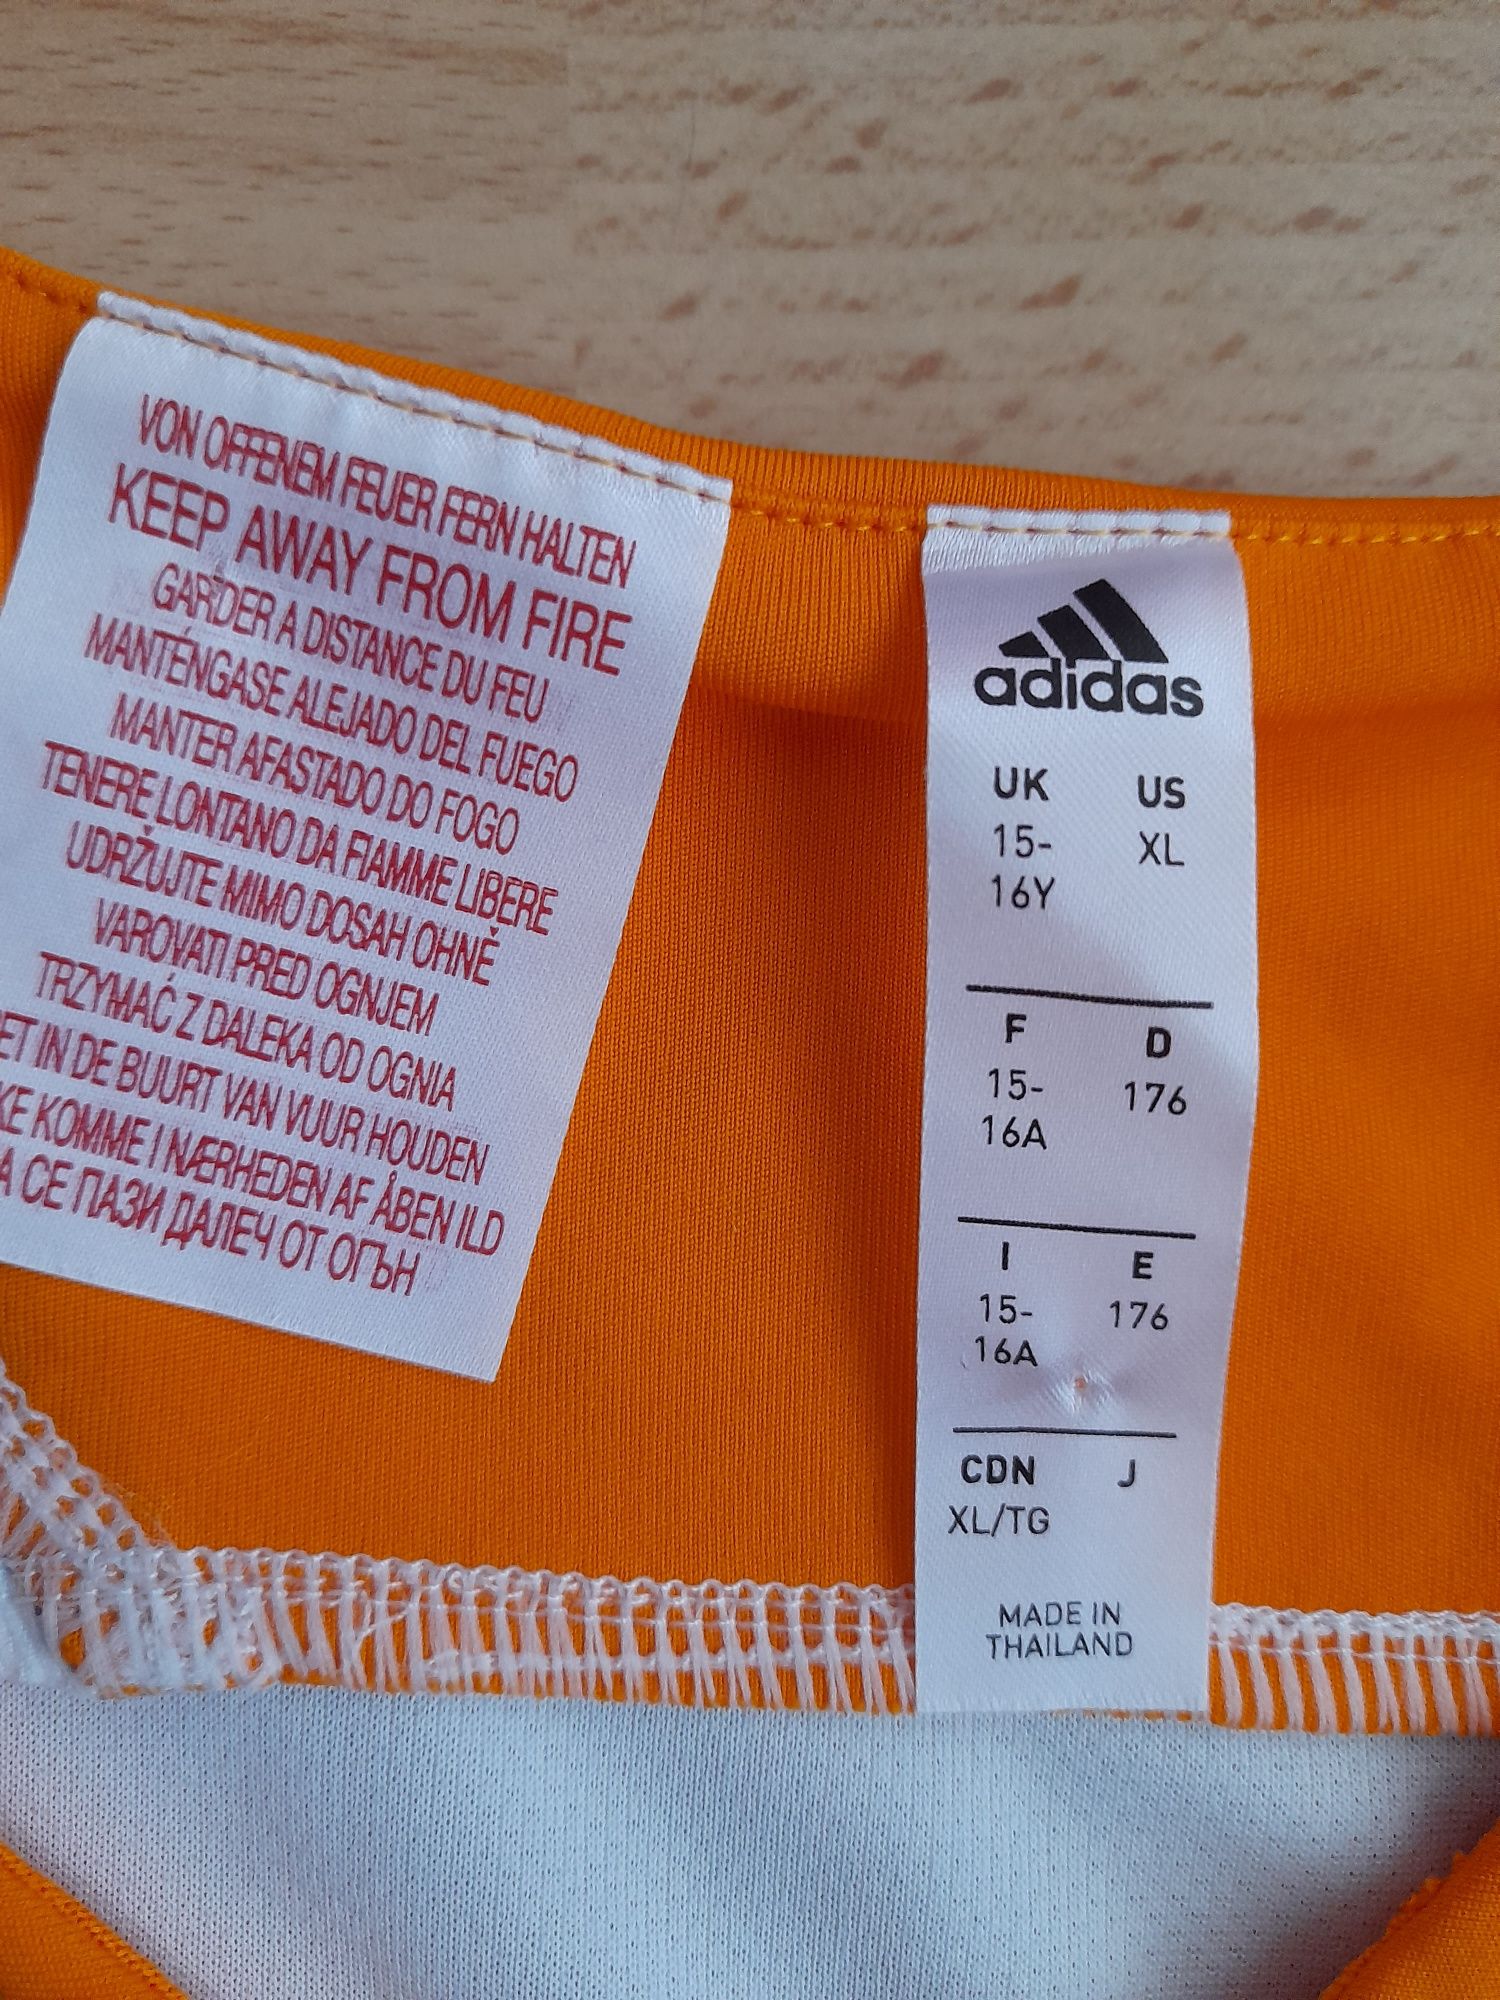 VON OFFENEM FEUER FERN HALTEN
KEEP AWAY FROM FIRE
GARDER A DISTANCE DU FEU
MANTÉNGASE ALEJADO DEL FUEGO
MANTER AFASTADO DO FOGO
TENERE LONTANO DA FIAMME LIBERE
UDRŽUJTE MIMO DOSAH OHNĚ
VAROVATI PRED OGNJEM
TRZYMAĆ Z DALEKA OD OGNIA
IN DE BUURT VAN VUUR HOUDEN
KOMME I NÆRHEDEN AF ÅBEN ILD
СЕ ПАЗИ ДАЛЕЧ ОТ ОГЪН
adidas
UK US
15- XL
16Y
F D
15- 176
16A
I E
15- 176
16A
CDN J
XL/TG
MADE IN
THAILAND